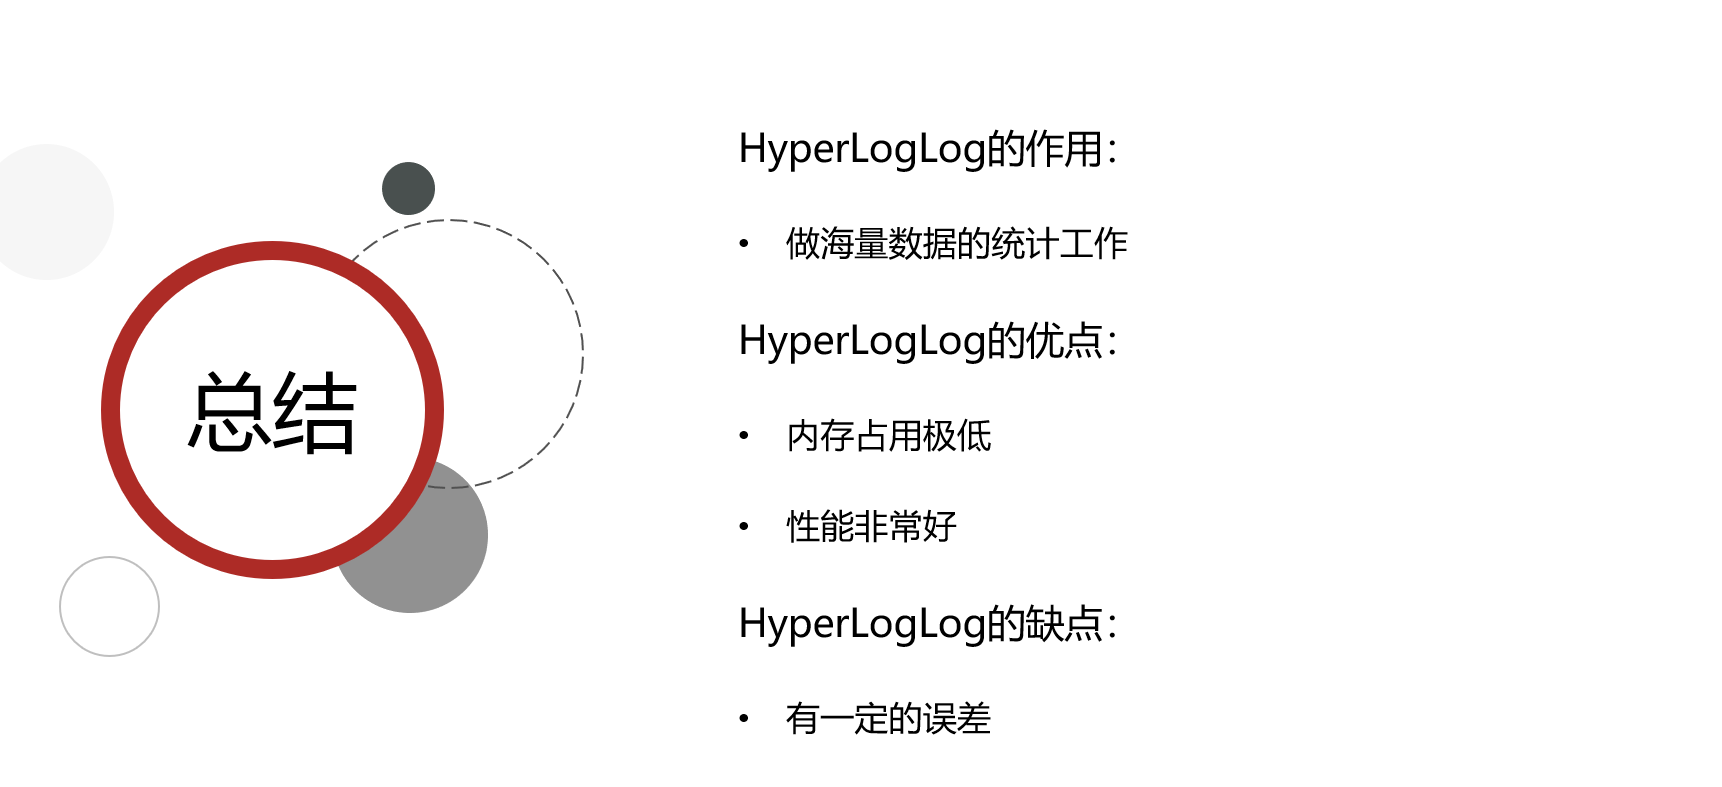 总结
HyperLogLog的作用：
• 做海量数据的统计工作
HyperLogLog的优点：
• 内存占用极低
• 性能非常好
HyperLogLog的缺点：
• 有一定的误差